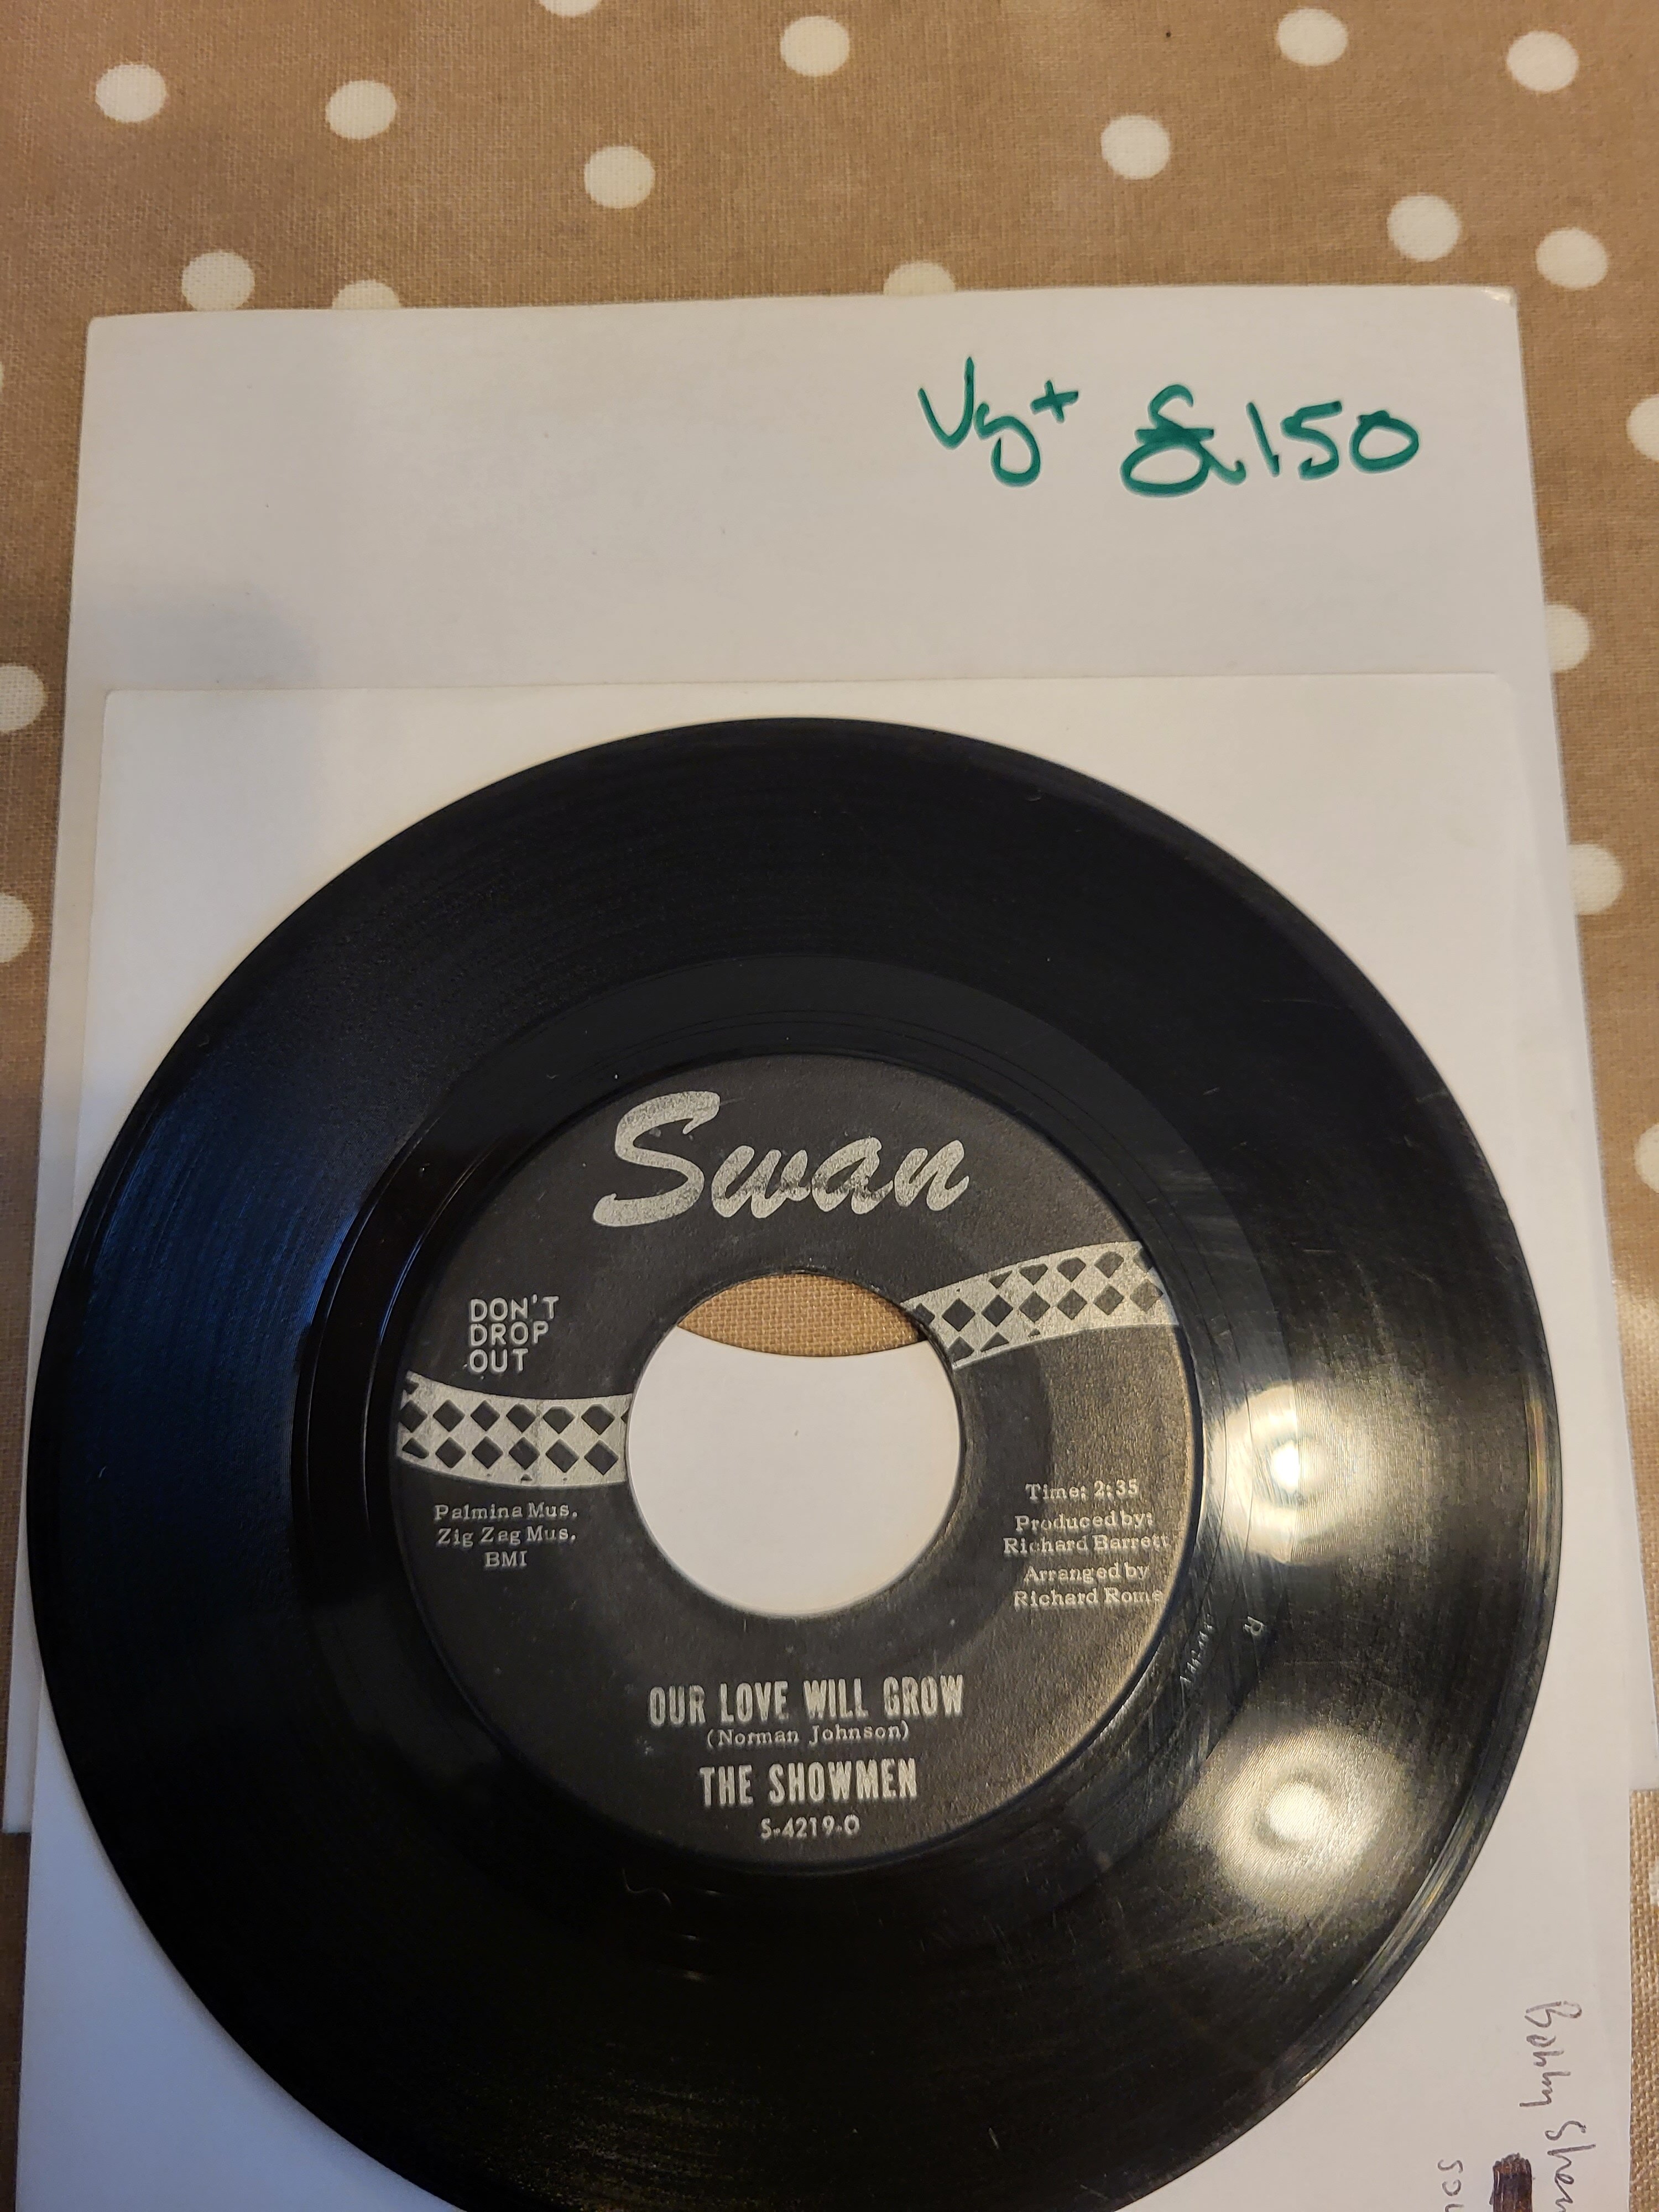 Vg+ £150
Swan
DON'T
DROP
OUT
Palmina Mus.
Zig Zag Mus.
BMI
Time: 2:35
Produced by:
Richard Barrett
Arranged by
Richard Rome
OUR LOVE WILL GROW
(Norman Johnson)
THE SHOWMEN
S-4219-O
R
Bobby